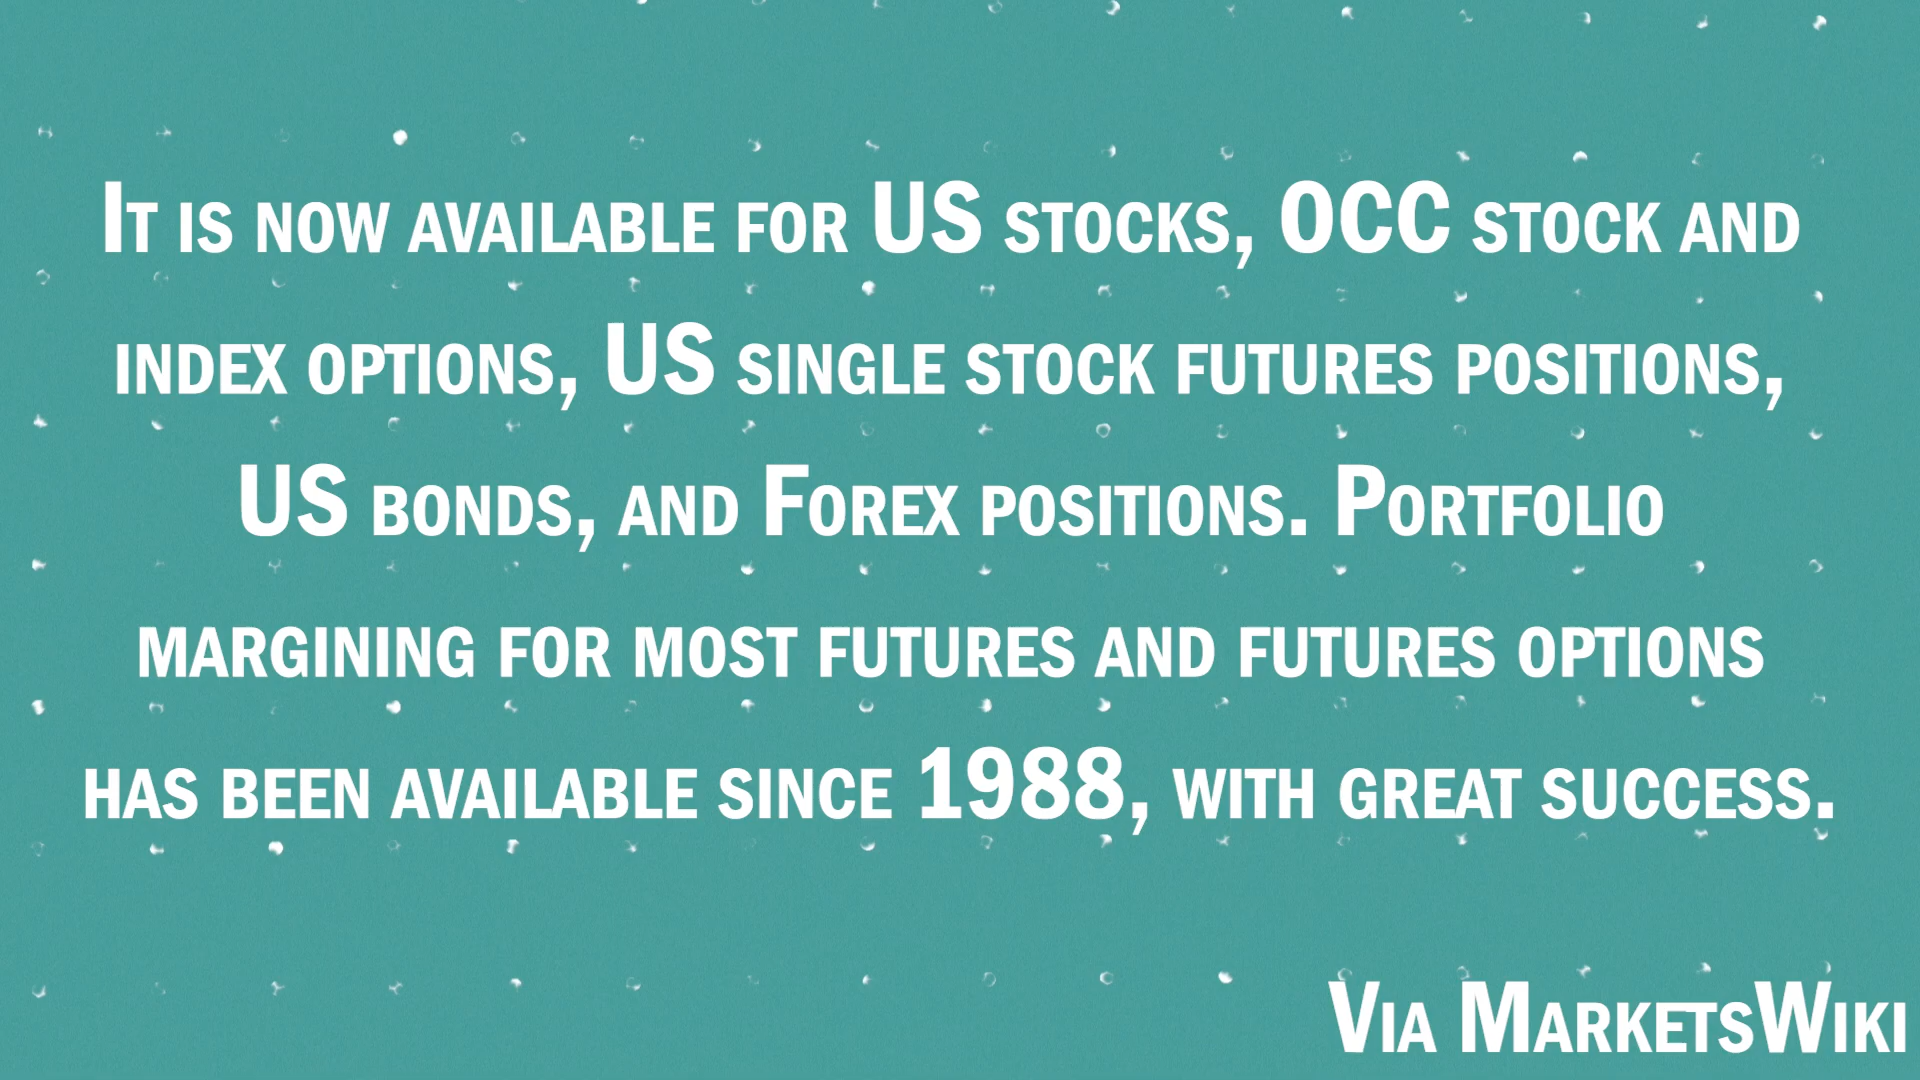 It is now available for US stocks, OCC stock and
index options, US single stock futures positions,
US bonds, and Forex positions. Portfolio
margining for most futures and futures options
has been available since 1988, with great success.
Via MarketsWiki